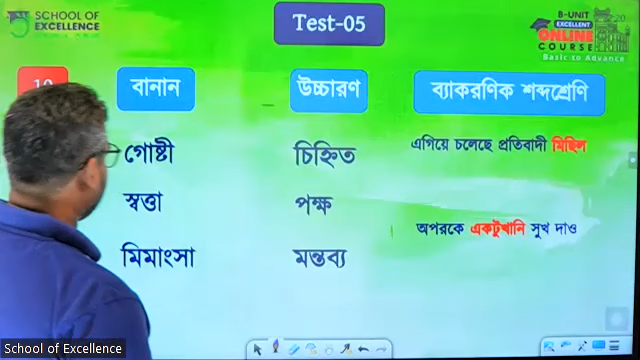 SCHOOL OF
EXCELLENCE
Test-05
B-UNIT
EXCELLENT
ONLINE
COURSE
Basic to Advance
10
বানান
উচ্চারণ
ব্যাকরণিক শব্দশ্রেণি
গোষ্টী
চিহ্নিত
এগিয়ে চলেছে প্রতিবাদী মিছিল
স্বত্তা
পক্ষ
অপরকে একটুখানি সুখ দাও
মিমাংসা
মন্তব্য
School of Excellence